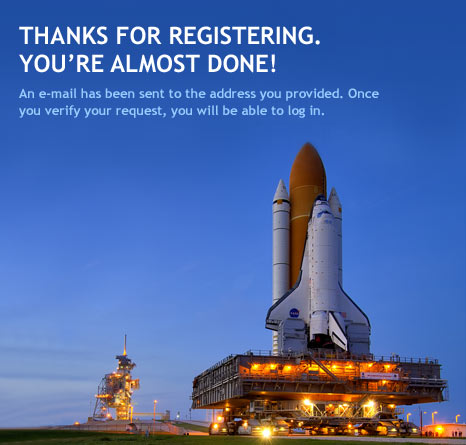 THANKS FOR REGISTERING.
YOU’RE ALMOST DONE!
An e-mail has been sent to the address you provided. Once
you verify your request, you will be able to log in.